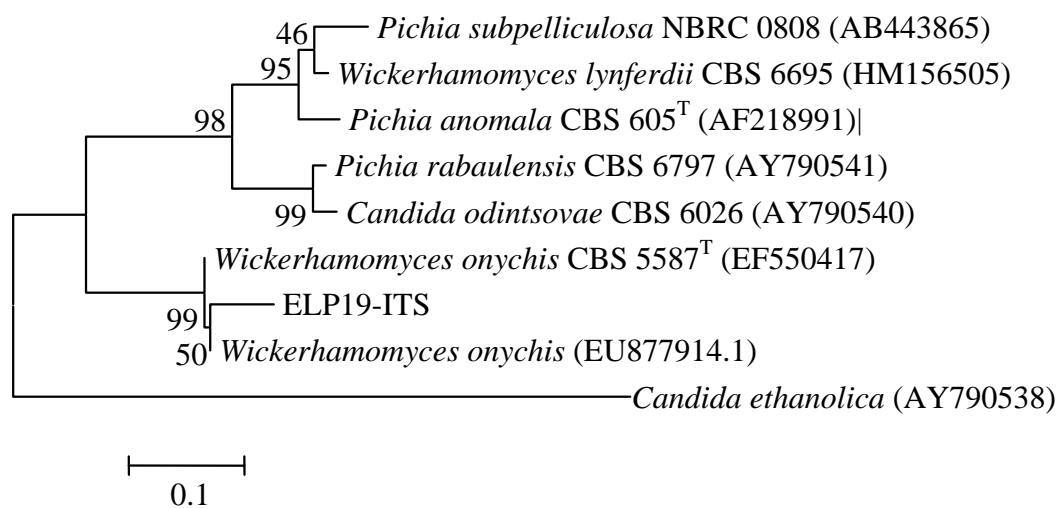 46
Pichia subpelliculosa NBRC 0808 (AB443865)
95
Wickerhamomyces lynferdii CBS 6695 (HM156505)
98
Pichia anomala CBS 605ᵀ (AF218991)|
Pichia rabaulensis CBS 6797 (AY790541)
99
Candida odintsovae CBS 6026 (AY790540)
Wickerhamomyces onychis CBS 5587ᵀ (EF550417)
ELP19-ITS
99
50
Wickerhamomyces onychis (EU877914.1)
Candida ethanolica (AY790538)
0.1